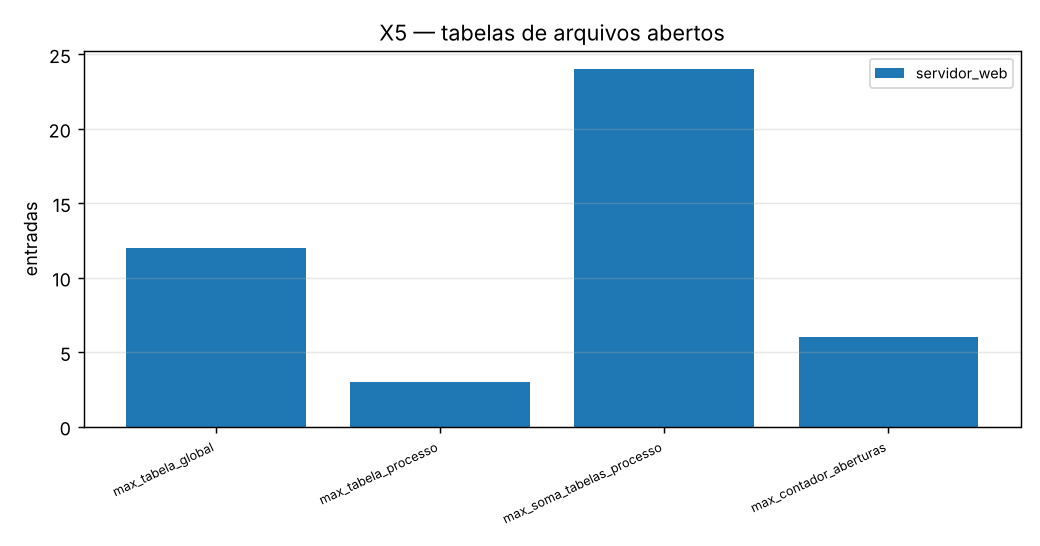 X5 — tabelas de arquivos abertos
servidor_web
entradas
25
20
15
10
5
0
max_tabela_global
max_tabela_processo
max_soma_tabelas_processo
max_contador_aberturas